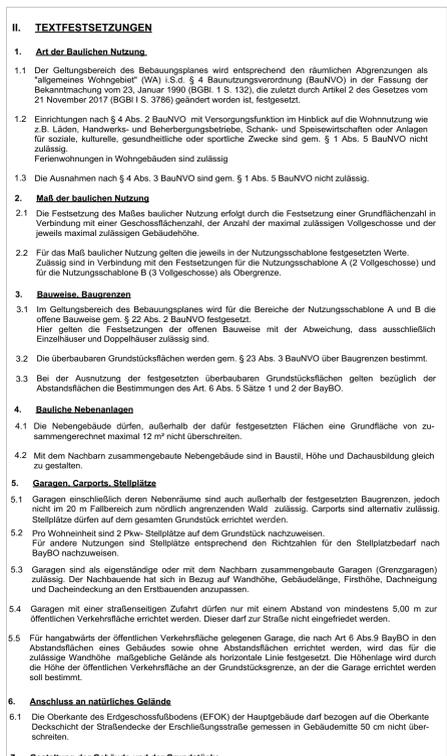 II. TEXTFESTSETZUNGEN
1. Art der Baulichen Nutzung
1.1 Der Geltungsbereich des Bebauungsplanes wird entsprechend den räumlichen Abgrenzungen als
"allgemeines Wohngebiet" (WA) i.S.d. § 4 Baunutzungsverordnung (BauNVO) in der Fassung der
Bekanntmachung vom 23, Januar 1990 (BGBl. 1 S. 132), die zuletzt durch Artikel 2 des Gesetzes vom
21 November 2017 (BGBl I S. 3786) geändert worden ist, festgesetzt.
1.2 Einrichtungen nach § 4 Abs. 2 BauNVO mit Versorgungsfunktion im Hinblick auf die Wohnnutzung wie
z.B. Läden, Handwerks- und Beherbergungsbetriebe, Schank- und Speisewirtschaften oder Anlagen
für soziale, kulturelle, gesundheitliche oder sportliche Zwecke sind gem. § 1 Abs. 5 BauNVO nicht
zulässig.
Ferienwohnungen in Wohngebäuden sind zulässig
1.3 Die Ausnahmen nach § 4 Abs. 3 BauNVO sind gem. § 1 Abs. 5 BauNVO nicht zulässig.
2. Maß der baulichen Nutzung
2.1 Die Festsetzung des Maßes baulicher Nutzung erfolgt durch die Festsetzung einer Grundflächenzahl in
Verbindung mit einer Geschossflächenzahl, der Anzahl der maximal zulässigen Vollgeschosse und der
jeweils maximal zulässigen Gebäudehöhe.
2.2 Für das Maß baulicher Nutzung gelten die jeweils in der Nutzungsschablone festgesetzten Werte.
Zuässig sind in Verbindung mit den Festsetzungen für die Nutzungsschablone A (2 Vollgeschosse) und
für die Nutzungsschablone B (3 Vollgeschosse) als Obergrenze.
3. Bauweise, Baugrenzen
3.1 Im Geltungsbereich des Bebauungsplanes wird für die Bereiche der Nutzungsschablone A und B die
offene Bauweise gem. § 22 Abs. 2 BauNVO festgesetzt.
Hier gelten die Festsetzungen der offenen Bauweise mit der Abweichung, dass ausschließlich
Einzelhäuser und Doppelhäuser zulässig sind.
3.2 Die überbaubaren Grundstücksflächen werden gem. § 23 Abs. 3 BauNVO über Baugrenzen bestimmt.
3.3 Bei der Ausnutzung der festgesetzten überbaubaren Grundstücksflächen gelten bezüglich der
Abstandsflächen die Bestimmungen des Art. 6 Abs. 5 Sätze 1 und 2 der BayBO.
4. Bauliche Nebenanlagen
4.1 Die Nebengebäude dürfen, außerhalb der dafür festgesetzten Flächen eine Grundfläche von zu-
sammengerechnet maximal 12 m² nicht überschreiten.
4.2 Mit dem Nachbarn zusammengebaute Nebengebäude sind in Baustil, Höhe und Dachausbildung gleich
zu gestalten.
5. Garagen, Carports, Stellplätze
5.1 Garagen einschließlich deren Nebenräume sind auch außerhalb der festgesetzten Baugrenzen, jedoch
nicht im 20 m Fallbereich zum nördlich angrenzenden Wald zulässig. Carports sind alternativ zulässig.
Stellplätze dürfen auf dem gesamten Grundstück errichtet werden.
5.2 Pro Wohneinheit sind 2 Pkw- Stellplätze auf dem Grundstück nachzuweisen.
Für andere Nutzungen sind Stellplätze entsprechend den Richtzahlen für den Stellplatzbedarf nach
BayBO nachzuweisen.
5.3 Garagen sind als eigenständige oder mit dem Nachbarn zusammengebaute Garagen (Grenzgaragen)
zulässig. Der Nachbauende hat sich in Bezug auf Wandhöhe, Gebäudelänge, Firsthöhe, Dachneigung
und Dacheindeckung an den Erstbauenden anzupassen.
5.4 Garagen mit einer straßenseitigen Zufahrt dürfen nur mit einem Abstand von mindestens 5,00 m zur
öffentlichen Verkehrsfläche errichtet werden. Dieser darf zur Straße nicht eingefriedet werden.
5.5 Für hangabwärts der öffentlichen Verkehrsfläche gelegenen Garage, die nach Art 6 Abs.9 BayBO in den
Abstandsflächen eines Gebäudes sowie ohne Abstandsflächen errichtet werden, wird das für die
zulässige Wandhöhe maßgebliche Gelände als horizontale Linie festgesetzt. Die Höhenlage wird durch
die Höhe der öffentlichen Verkehrsfläche an der Grundstücksgrenze, an der die Garage errichtet werden
soll bestimmt.
6. Anschluss an natürliches Gelände
6.1 Die Oberkante des Erdgeschossfußbodens (EFOK) der Hauptgebäude darf bezogen auf die Oberkante
Deckschicht der Straßendecke der Erschließungsstraße gemessen in Gebäudemitte 50 cm nicht über-
schreiten.